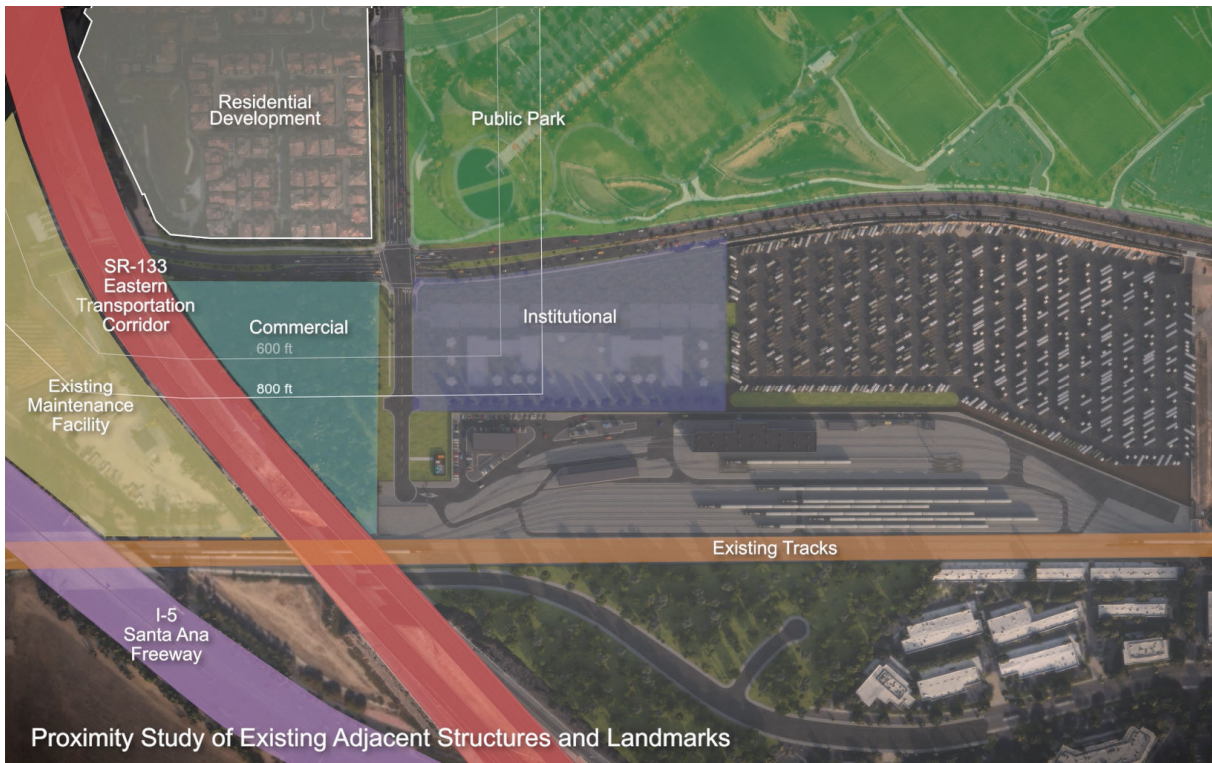 Residential
Development
Public Park
SR-133
Eastern
Transportation
Corridor
Commercial
Institutional
600 ft
800 ft
Existing
Maintenance
Facility
Existing Tracks
I-5
Santa Ana
Freeway
Proximity Study of Existing Adjacent Structures and Landmarks